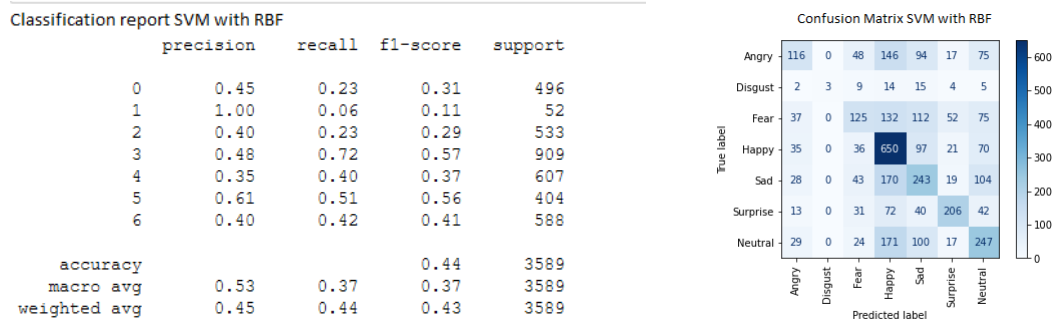 Classification report SVM with RBF
precision recall f1-score support
0 0.45 0.23 0.31 496
1 1.00 0.06 0.11 52
2 0.40 0.23 0.29 533
3 0.48 0.72 0.57 909
4 0.35 0.40 0.37 607
5 0.61 0.51 0.56 404
6 0.40 0.42 0.41 588
accuracy 0.44 3589
macro avg 0.53 0.37 0.37 3589
weighted avg 0.45 0.44 0.43 3589
Confusion Matrix SVM with RBF
True label
Angry 116 0 48 146 94 17 75
Disgust 2 3 9 14 15 4 5
Fear 37 0 125 132 112 52 75
Happy 35 0 36 650 97 21 70
Sad 28 0 43 170 243 19 104
Surprise 13 0 31 72 40 206 42
Neutral 29 0 24 171 100 17 247
Angry Disgust Fear Happy Sad Surprise Neutral
Predicted label
600
500
400
300
200
100
0